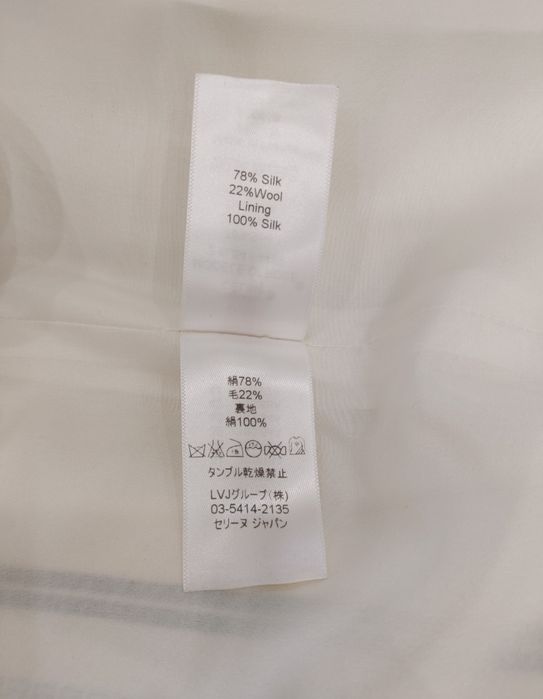 78% Silk
22%Wool
Lining
100% Silk
絹78%
毛22%
裏地
絹100%
タンブル乾燥禁止
LVJグループ(株)
03-5414-2135
セリーヌ ジャパン